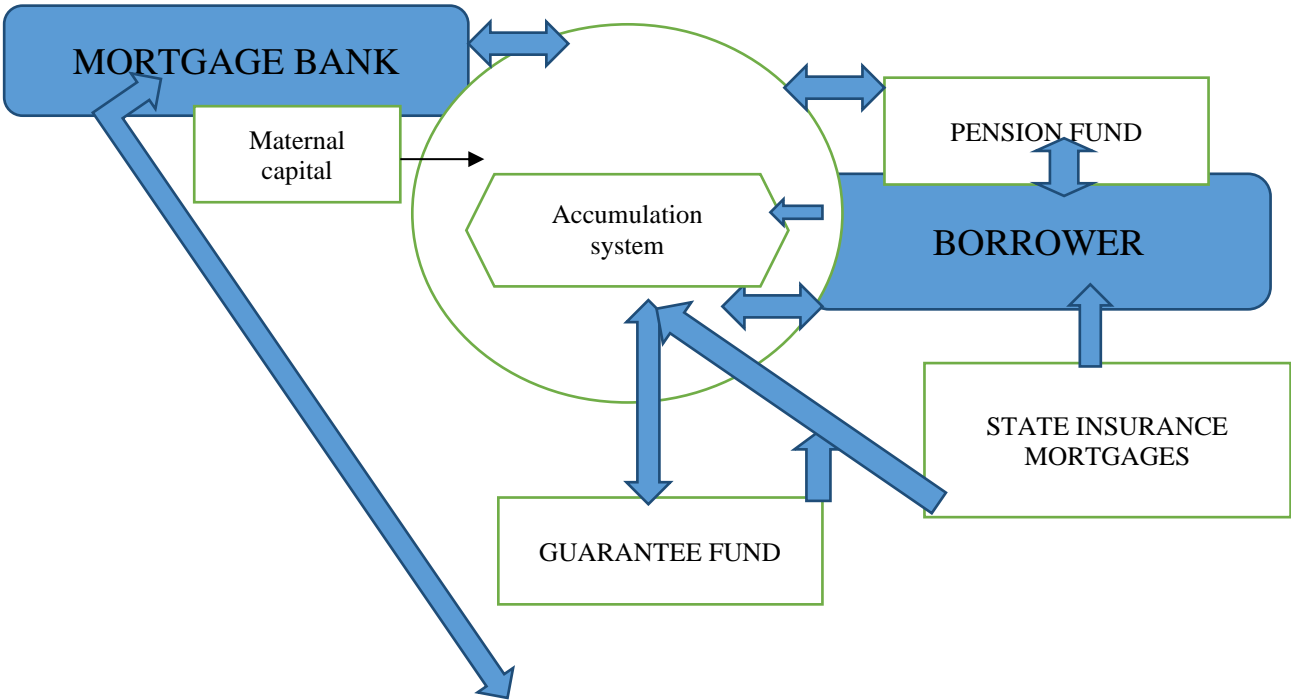 MORTGAGE BANK
Maternal
capital
PENSION FUND
Accumulation
system
BORROWER
STATE INSURANCE
MORTGAGES
GUARANTEE FUND